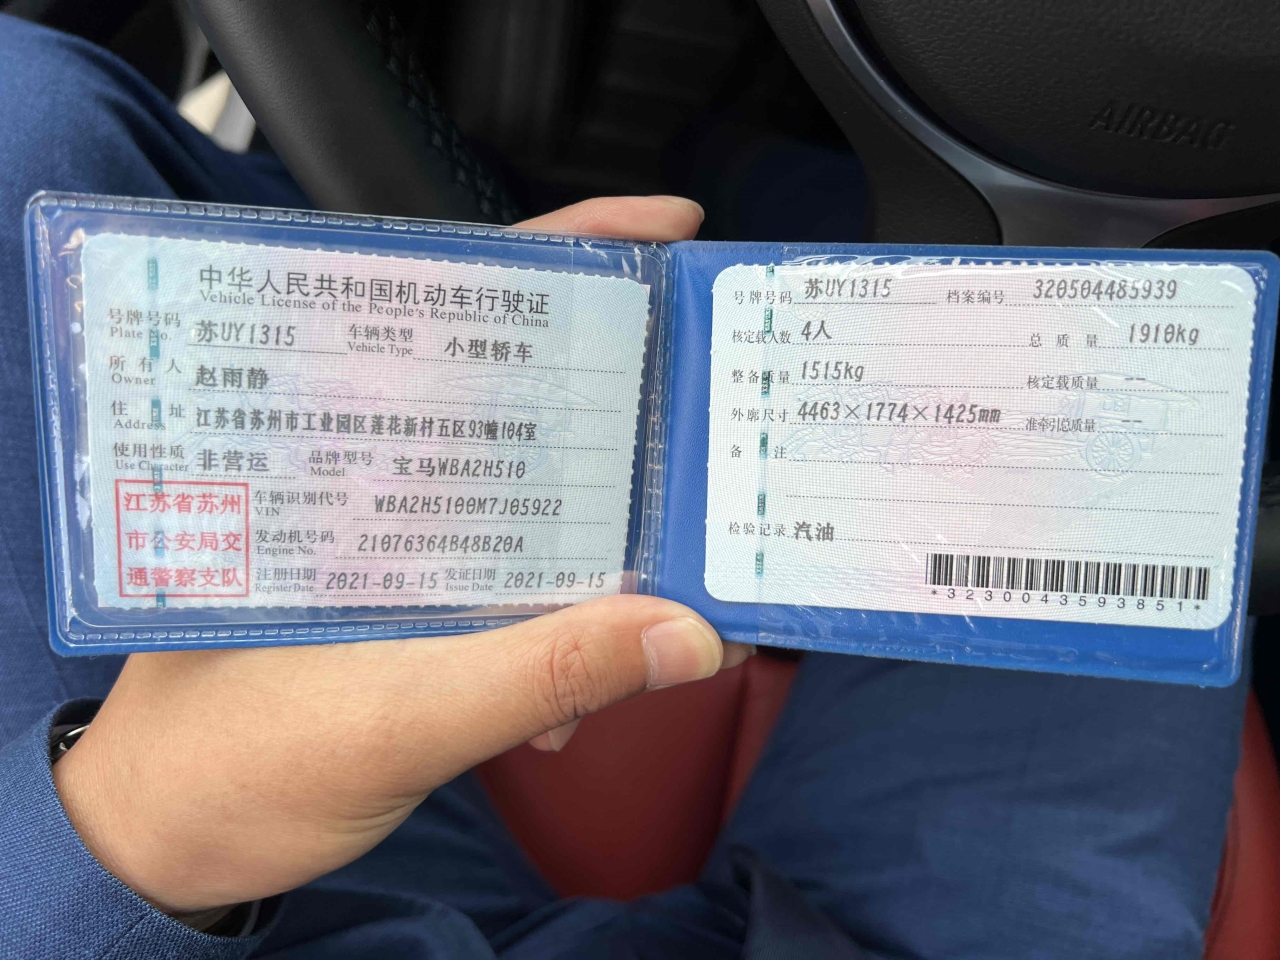 AIRBAG
中华人民共和国机动车行驶证
Vehicle License of the People's Republic of China
号牌号码 苏UY1315 车辆类型 小型轿车
Plate No. Vehicle Type
所有人 赵雨静
Owner
住址 江苏省苏州市工业园区莲花新村五区93幢104室
Address
使用性质 非营运 品牌型号 宝马WBA2H510
Use Character Model
江苏省苏州
市公安局交
通警察支队
车辆识别代号 WBA2H5100M7J05922
VIN
发动机号码 21076364B48B20A
Engine No.
注册日期 2021-09-15 发证日期 2021-09-15
Register Date Issue Date
号牌号码 苏UY1315 档案编号 320504485939
核定载人数 4人 总质量 1910kg
整备质量 1515kg 核定载质量 --
外廓尺寸 4463×1774×1425mm 准牵引总质量 --
备注
检验记录 汽油
*3230043593851*